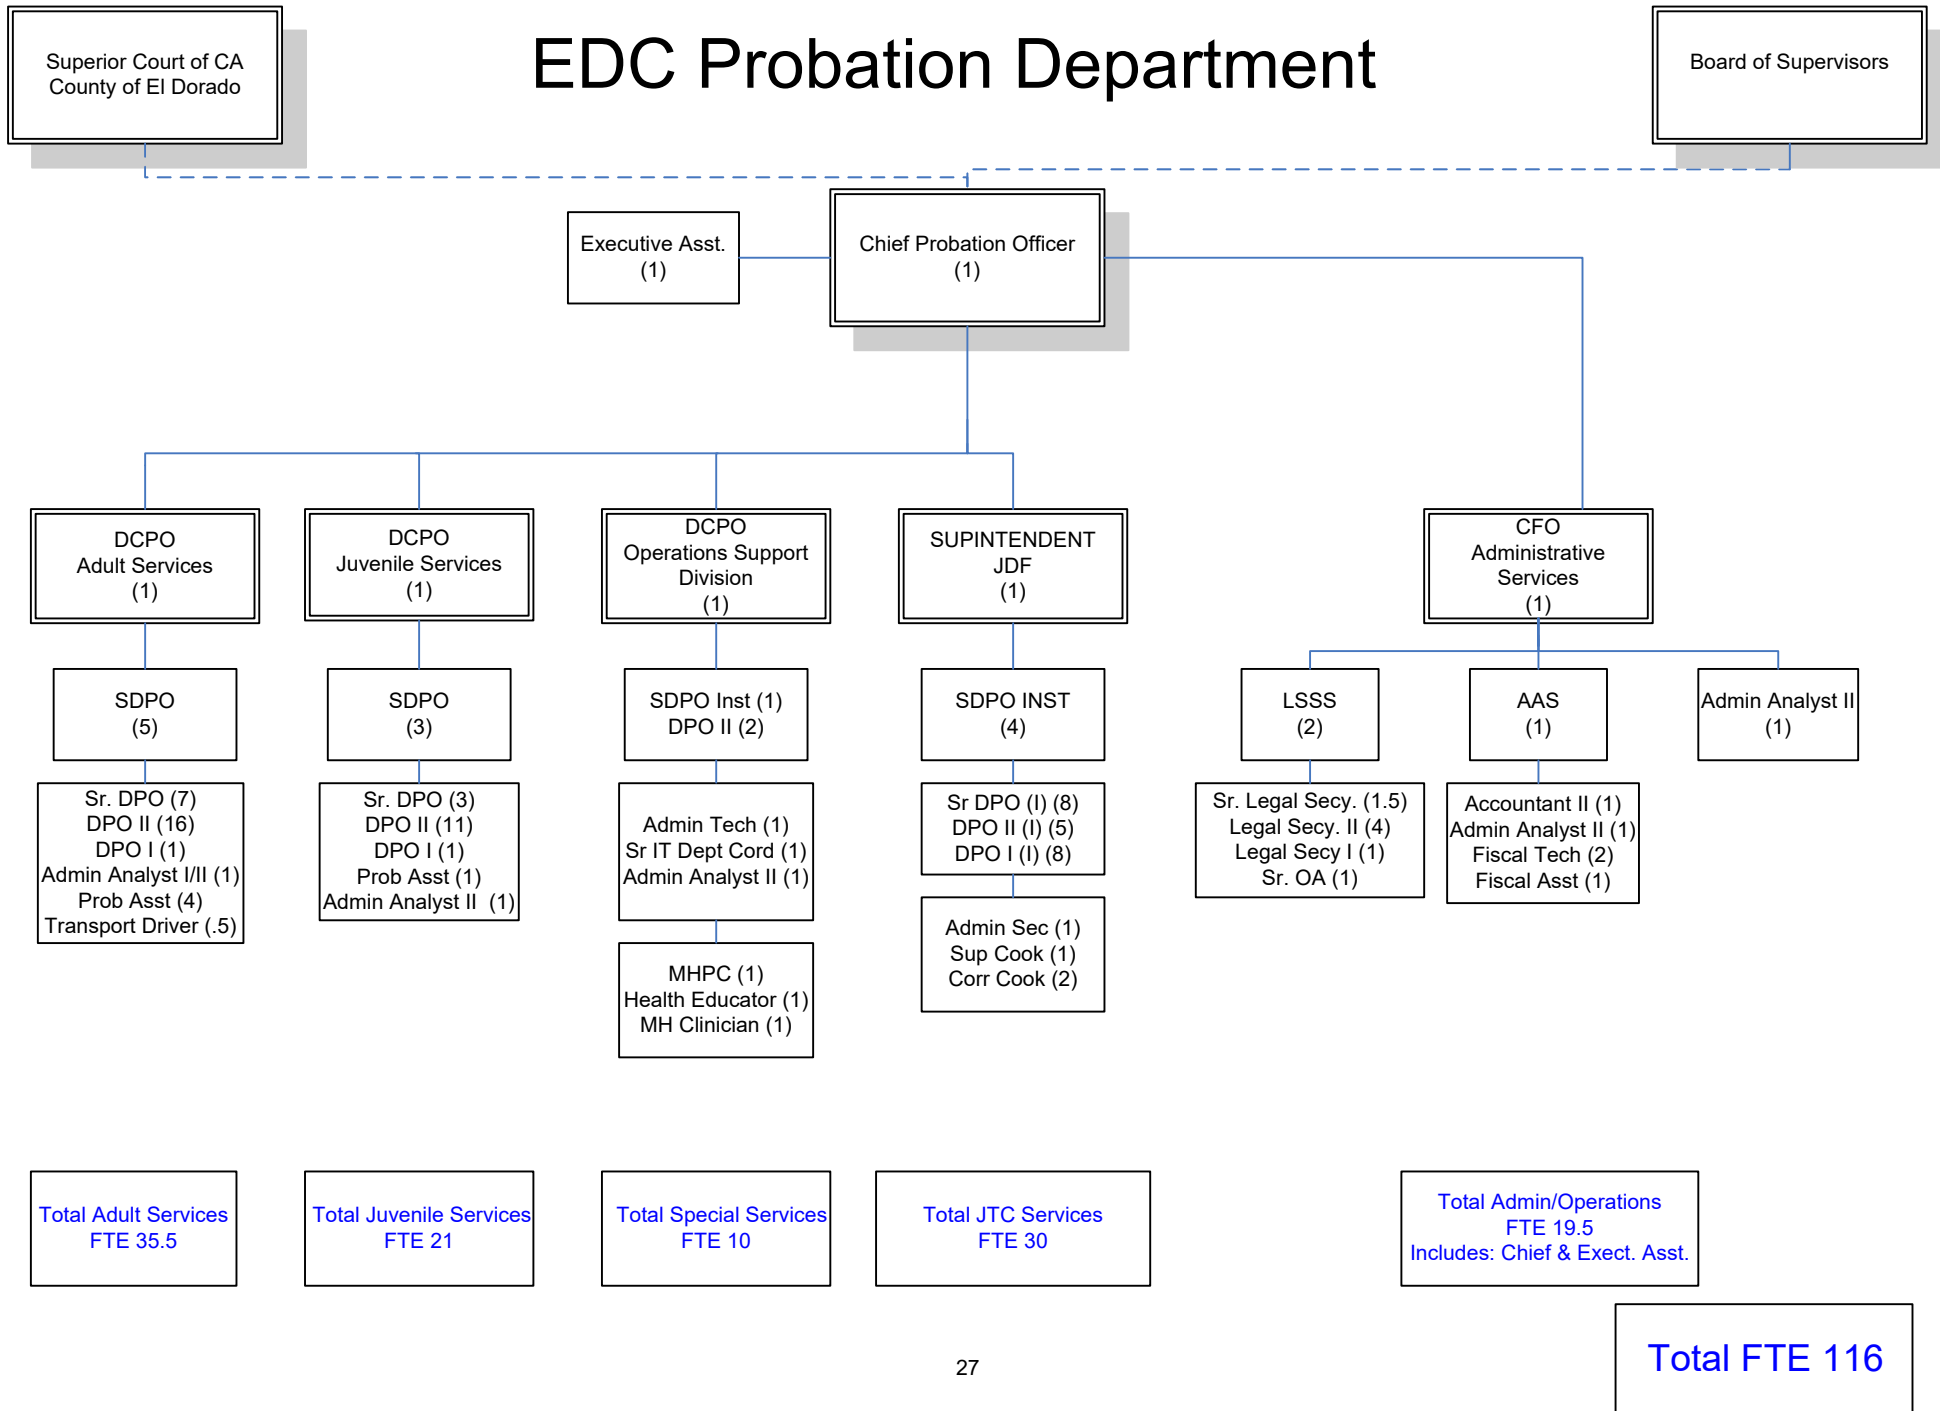 Superior Court of CA
County of El Dorado
EDC Probation Department
Board of Supervisors
Executive Asst.
(1)
Chief Probation Officer
(1)
DCPO
Adult Services
(1)
DCPO
Juvenile Services
(1)
DCPO
Operations Support
Division
(1)
SUPINTENDENT
JDF
(1)
CFO
Administrative
Services
(1)
SDPO
(5)
SDPO
(3)
SDPO Inst (1)
DPO II (2)
SDPO INST
(4)
LSSS
(2)
AAS
(1)
Admin Analyst II
(1)
Sr. DPO (7)
DPO II (16)
DPO I (1)
Admin Analyst I/II (1)
Prob Asst (4)
Transport Driver (.5)
Sr. DPO (3)
DPO II (11)
DPO I (1)
Prob Asst (1)
Admin Analyst II (1)
Admin Tech (1)
Sr IT Dept Cord (1)
Admin Analyst II (1)
MHPC (1)
Health Educator (1)
MH Clinician (1)
Sr DPO (I) (8)
DPO II (I) (5)
DPO I (I) (8)
Admin Sec (1)
Sup Cook (1)
Corr Cook (2)
Sr. Legal Secy. (1.5)
Legal Secy. II (4)
Legal Secy I (1)
Sr. OA (1)
Accountant II (1)
Admin Analyst II (1)
Fiscal Tech (2)
Fiscal Asst (1)
Total Adult Services
FTE 35.5
Total Juvenile Services
FTE 21
Total Special Services
FTE 10
Total JTC Services
FTE 30
Total Admin/Operations
FTE 19.5
Includes: Chief & Exect. Asst.
Total FTE 116
27